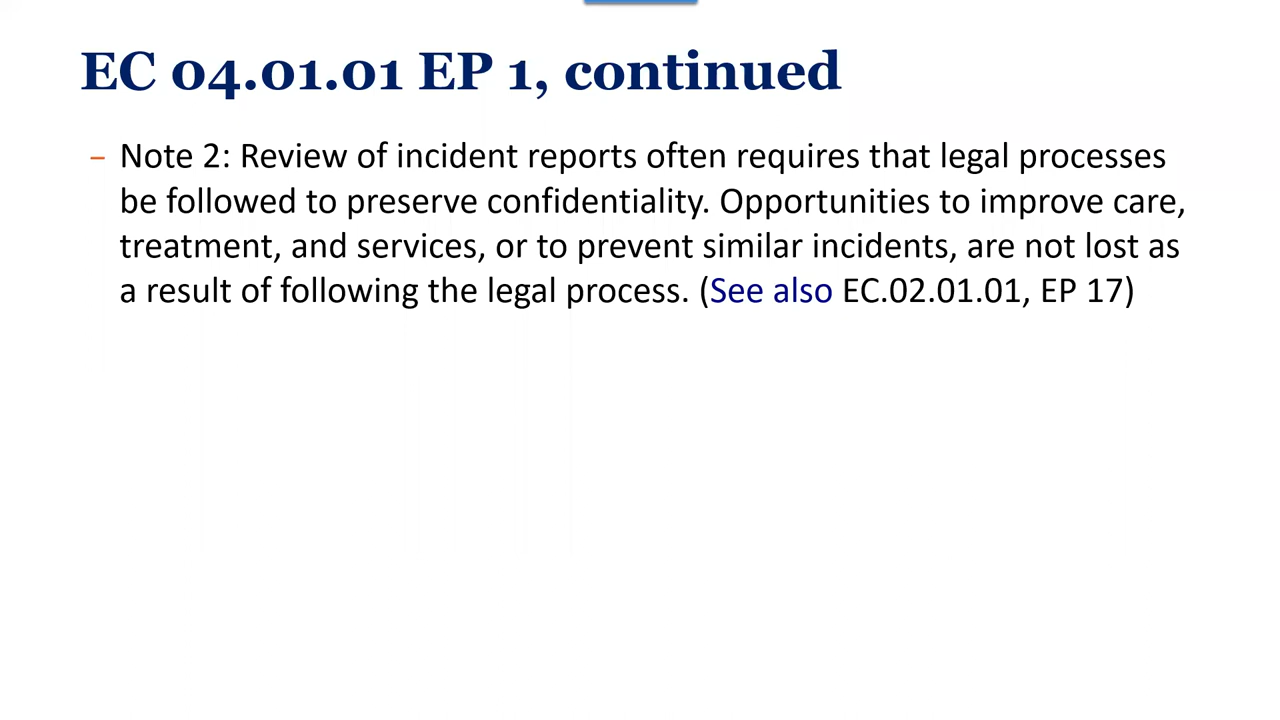 EC 04.01.01 EP 1, continued
– Note 2: Review of incident reports often requires that legal processes
be followed to preserve confidentiality. Opportunities to improve care,
treatment, and services, or to prevent similar incidents, are not lost as
a result of following the legal process. (See also EC.02.01.01, EP 17)